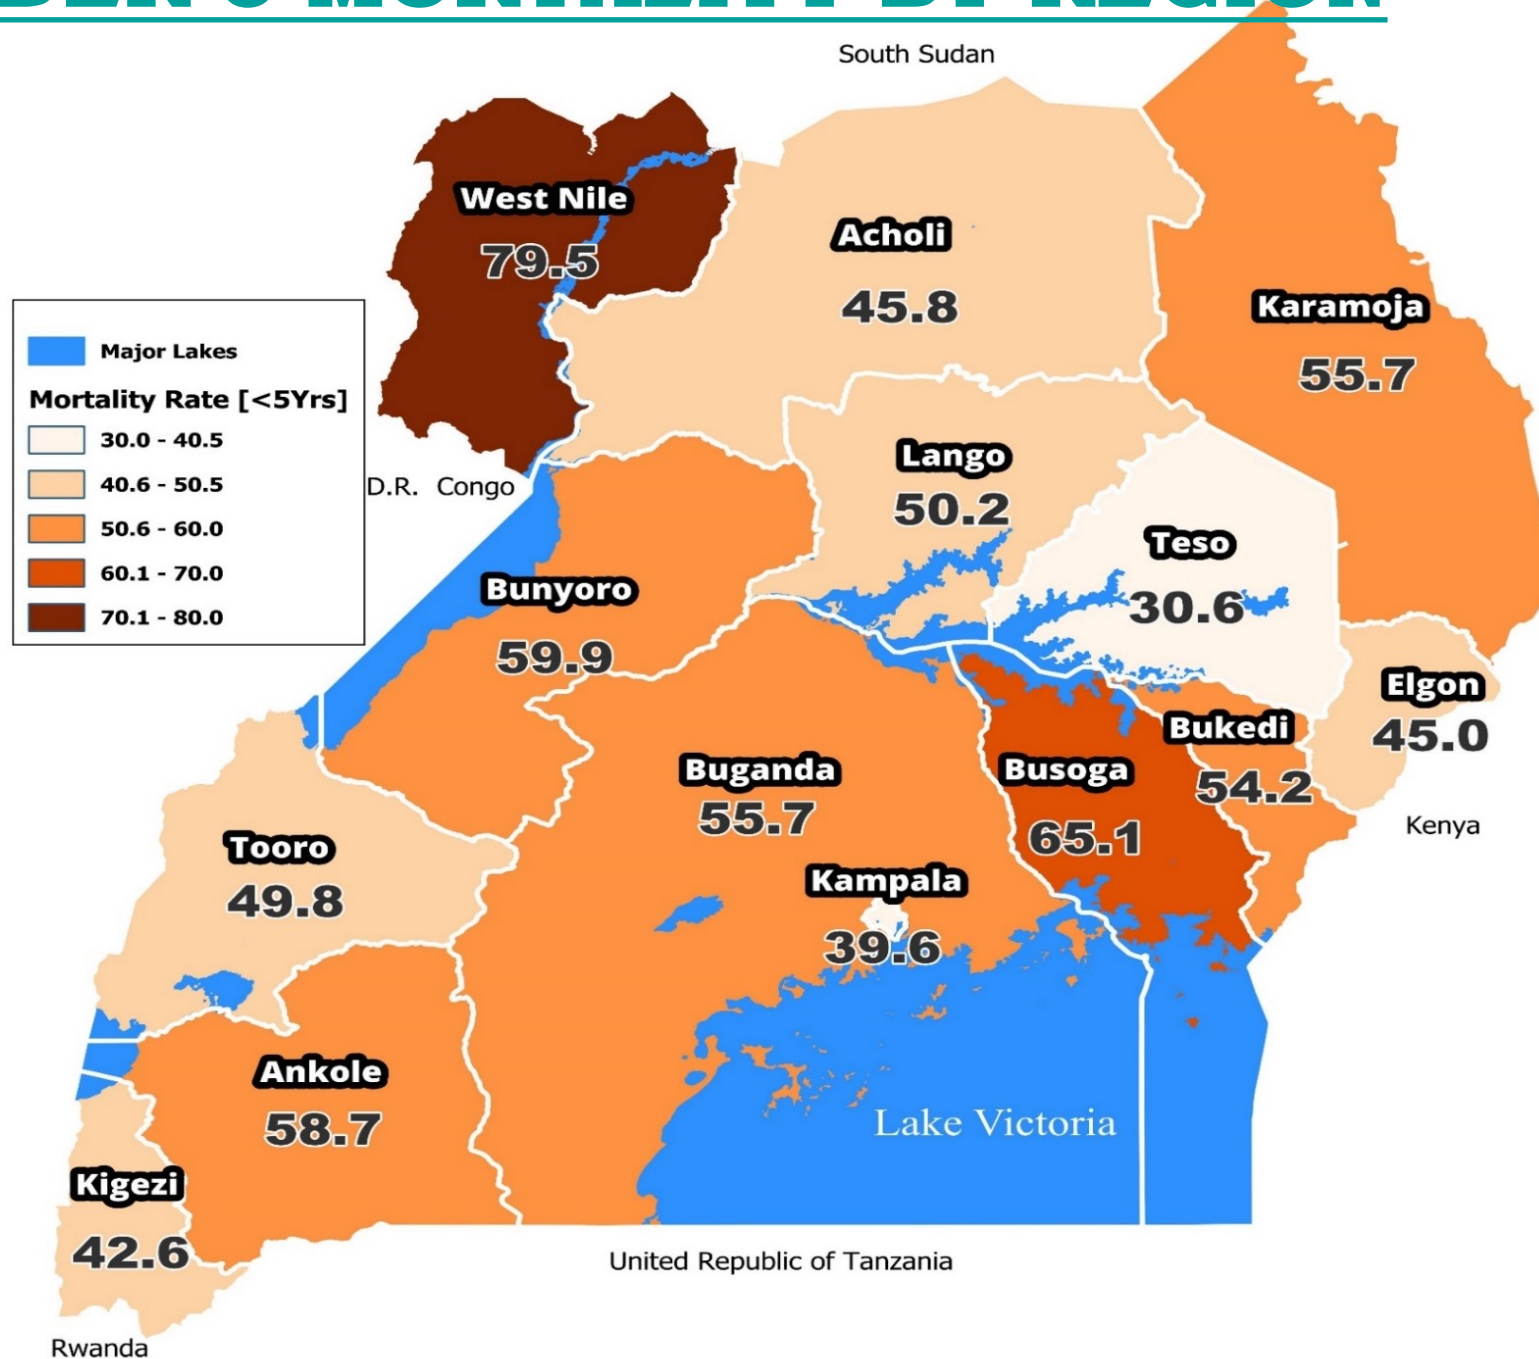 MORTALITY BY REGION
South Sudan
West Nile
79.5
Acholi
45.8
Karamoja
55.7
Major Lakes
Mortality Rate [<5Yrs]
30.0 - 40.5
40.6 - 50.5
50.6 - 60.0
60.1 - 70.0
70.1 - 80.0
D.R. Congo
Lango
50.2
Teso
30.6
Bunyoro
59.9
Elgon
45.0
Bukedi
54.2
Buganda
55.7
Busoga
65.1
Kenya
Tooro
49.8
Kampala
39.6
Ankole
58.7
Lake Victoria
Kigezi
42.6
United Republic of Tanzania
Rwanda